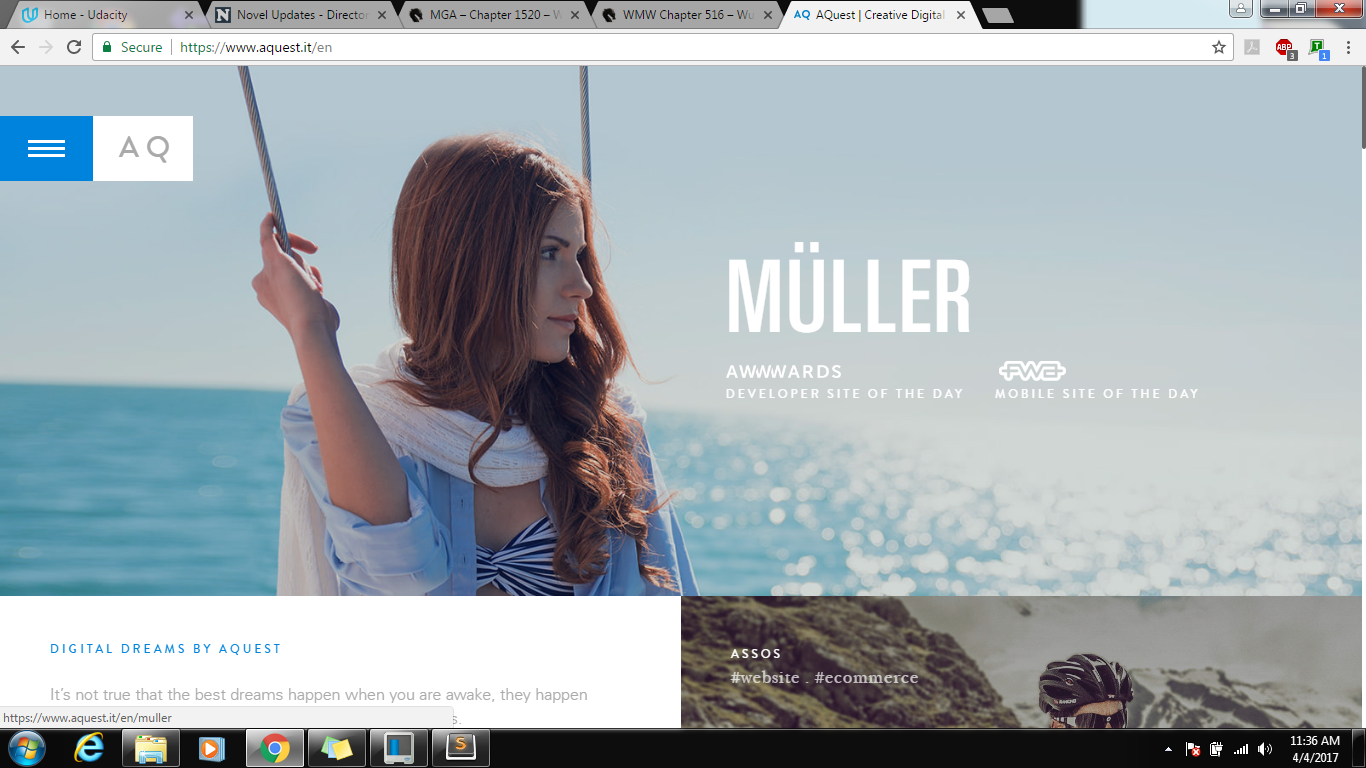 Home - Udacity
Novel Updates - Director
MGA – Chapter 1520 – W
WMW Chapter 516 – Wu
AQ AQuest | Creative Digital
Secure https://www.aquest.it/en
ABP 3
T 1
AQ
MÜLLER
AWWWARDS
DEVELOPER SITE OF THE DAY
FWA
MOBILE SITE OF THE DAY
DIGITAL DREAMS BY AQUEST
It's not true that the best dreams happen when you are awake, they happen
s.
ASSOS
#website . #ecommerce
https://www.aquest.it/en/muller
S
11:36 AM
4/4/2017